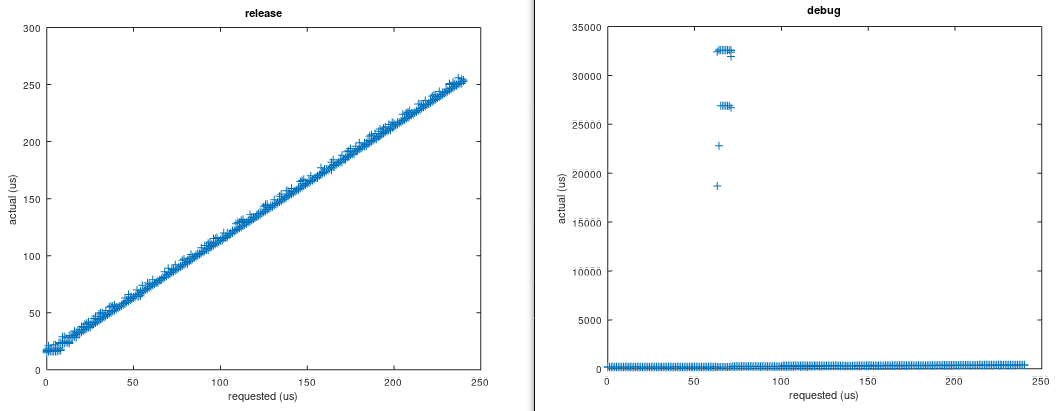 release
300
250
200
150
100
50
0
0 50 100 150 200 250
actual (us)
requested (us)
debug
35000
30000
25000
20000
15000
10000
5000
0
0 50 100 150 200 250
actual (us)
requested (us)